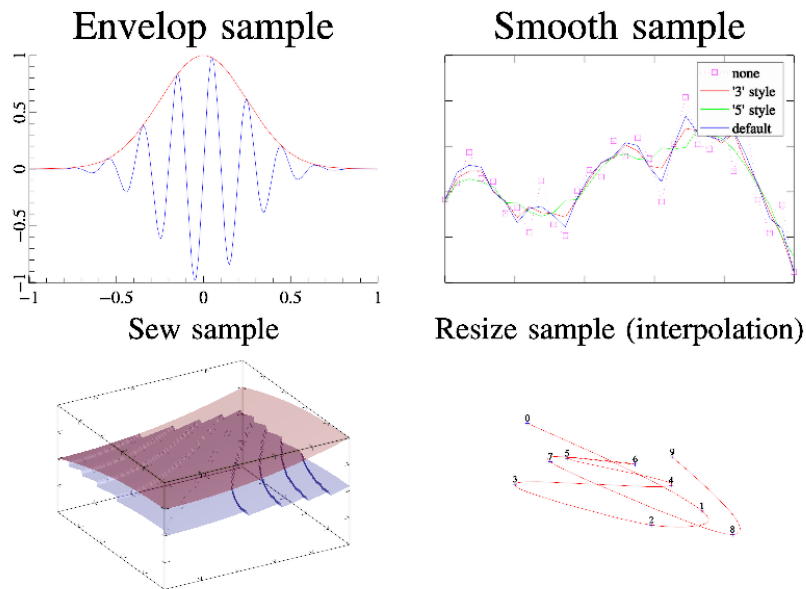 Envelop sample
Smooth sample
1
0.5
0
−0.5
−1
−1
−0.5
0
0.5
1
none
'3' style
'5' style
default
Sew sample
Resize sample (interpolation)
0
7
5
6
9
3
4
1
2
8